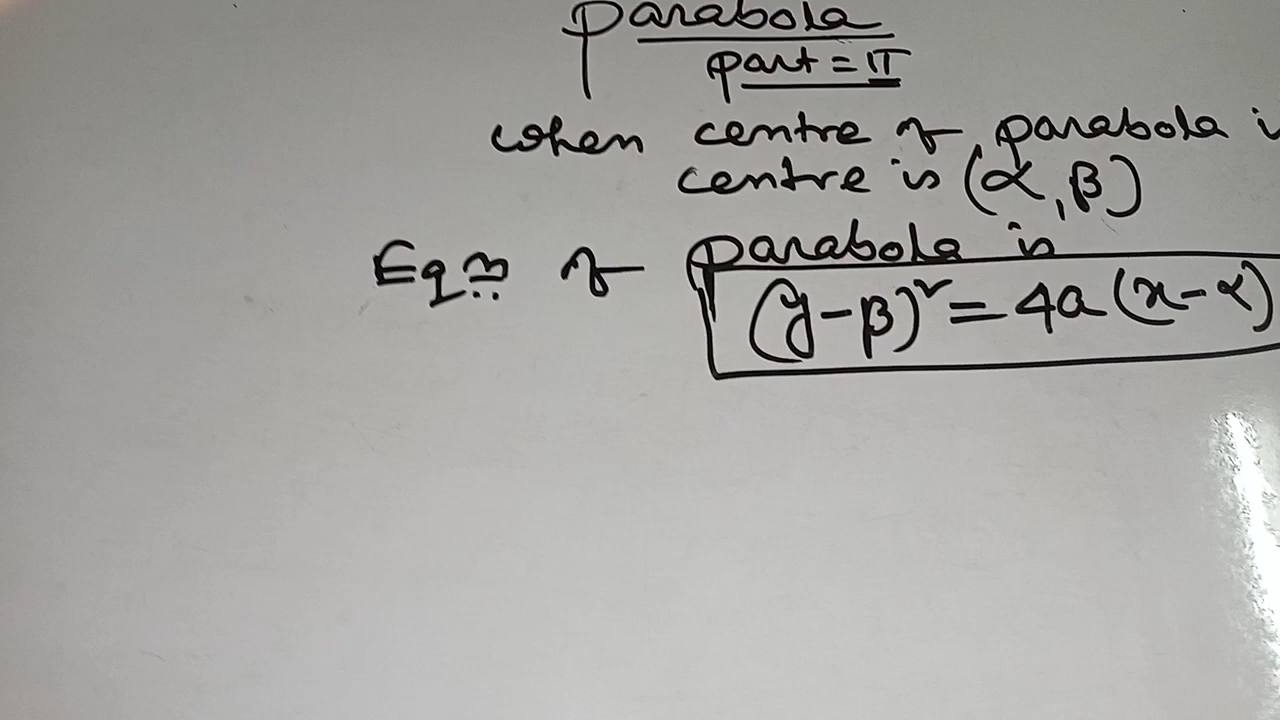 parabola
part = II
when centre of parabola i
centre is (α, β)
Eqn of parabola is
(y-β)² = 4a(x-α)